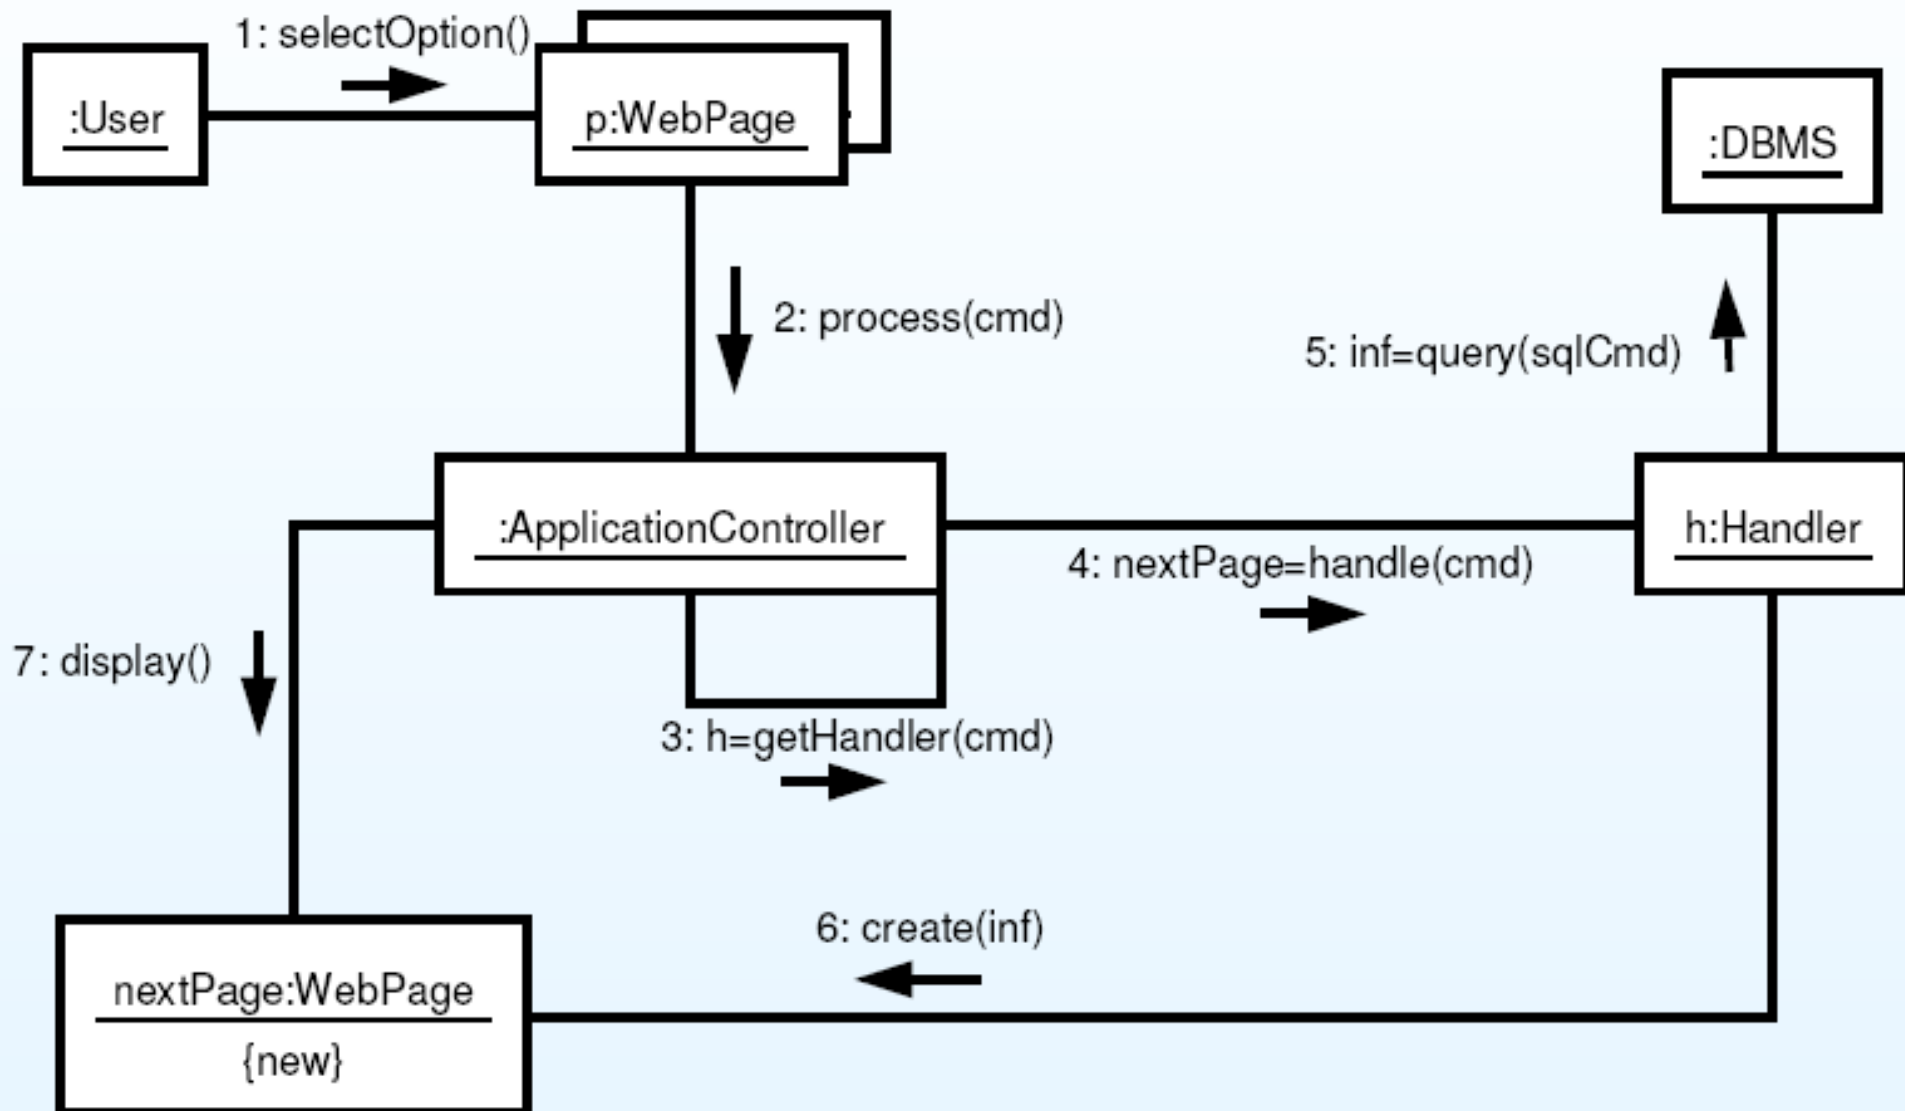 1: selectOption()
:User
p:WebPage
:DBMS
2: process(cmd)
5: inf=query(sqlCmd)
:ApplicationController
h:Handler
4: nextPage=handle(cmd)
7: display()
3: h=getHandler(cmd)
6: create(inf)
nextPage:WebPage
{new}